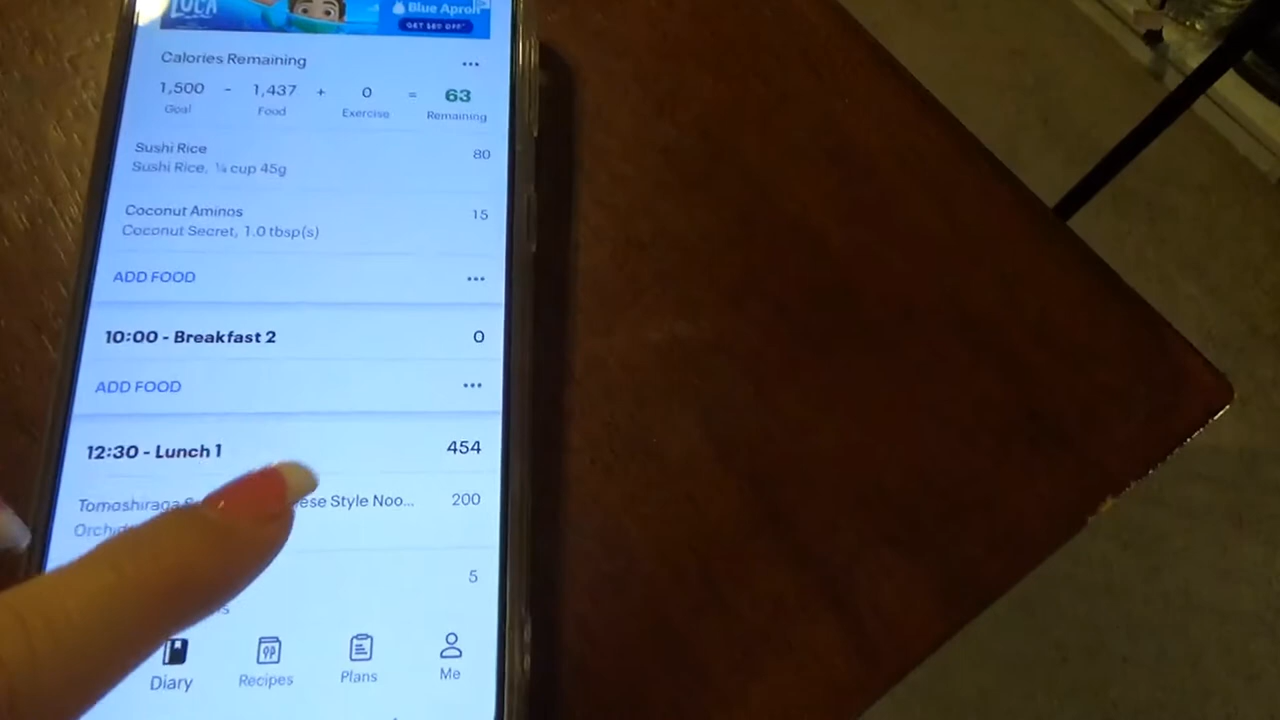 LUCA
Blue Apron
GET $80 OFF*
Calories Remaining
1,500 - 1,437 + 0 = 63
Goal Food Exercise Remaining
Sushi Rice 80
Sushi Rice, ¼ cup 45g
Coconut Aminos 15
Coconut Secret, 1.0 tbsp(s)
ADD FOOD
10:00 - Breakfast 2 0
ADD FOOD
12:30 - Lunch 1 454
Style Noo... 200
5
Diary Recipes Plans Me